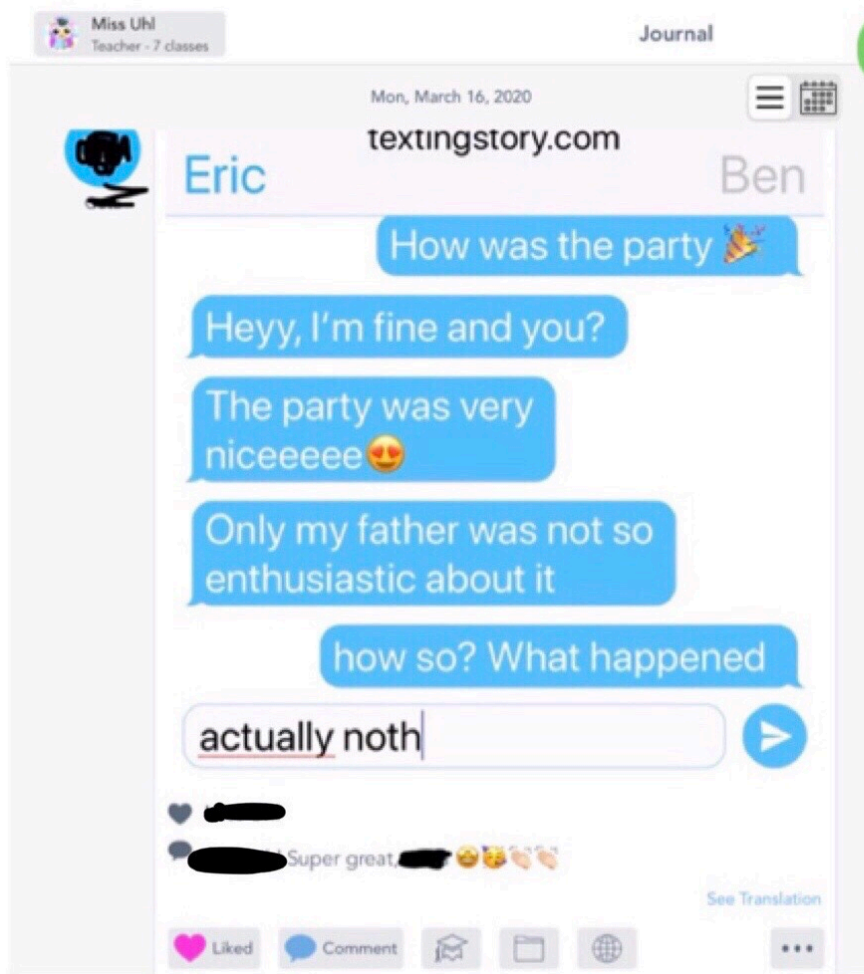 Miss Uhl
Teacher - 7 classes
Journal
Mon, March 16, 2020
textingstory.com
Eric
Ben
How was the party 🎉
Heyy, I'm fine and you?
The party was very
niceeeee😍
Only my father was not so
enthusiastic about it
how so? What happened
actually noth
Super great, 🤩🥳👏🏻👏🏻
See Translation
Liked
Comment